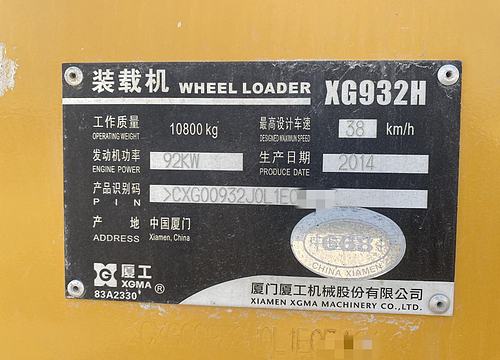 装载机 WHEEL LOADER XG932H
工作质量 10800 kg 最高设计车速 38 km/h
OPERATING WEIGHT DESIGNED MAXIMUM SPEED
发动机功率 92KW 生产日期 2014
ENGINE POWER PRODUCE DATE
产品识别码 >CXG00932J0L1E0
PIN
产 地 中国厦门
ADDRESS Xiamen, China
668
CHINA XIAMEN
厦工
XGMA ®
83A2330
厦门厦工机械股份有限公司
XIAMEN XGMA MACHINERY CO.,LTD.